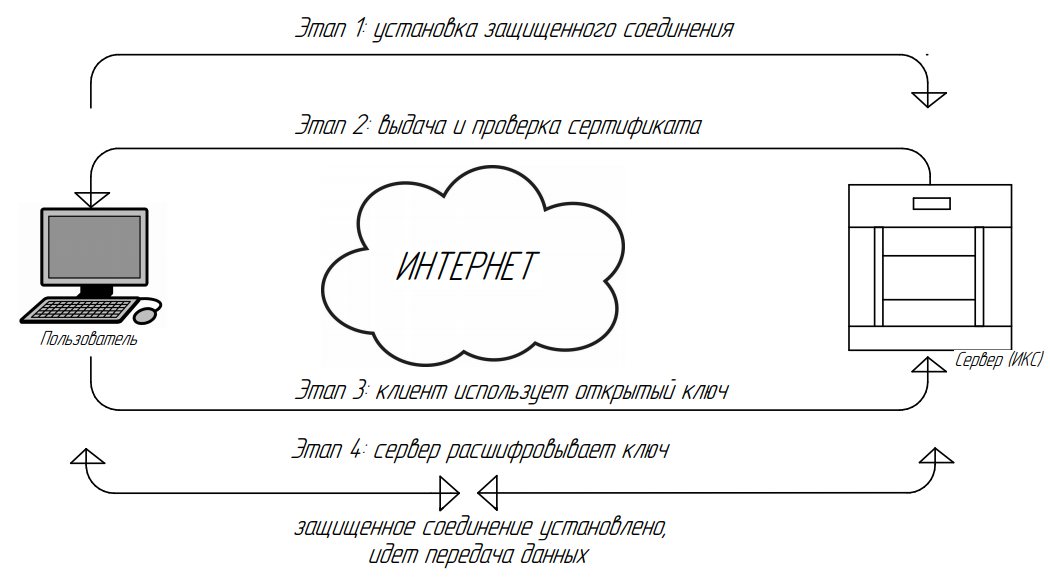 Этап 1: установка защищенного соединения
Этап 2: выдача и проверка сертификата
ИНТЕРНЕТ
Пользователь
Сервер (ИКС)
Этап 3: клиент использует открытый ключ
Этап 4: сервер расшифровывает ключ
защищенное соединение установлено,
идет передача данных